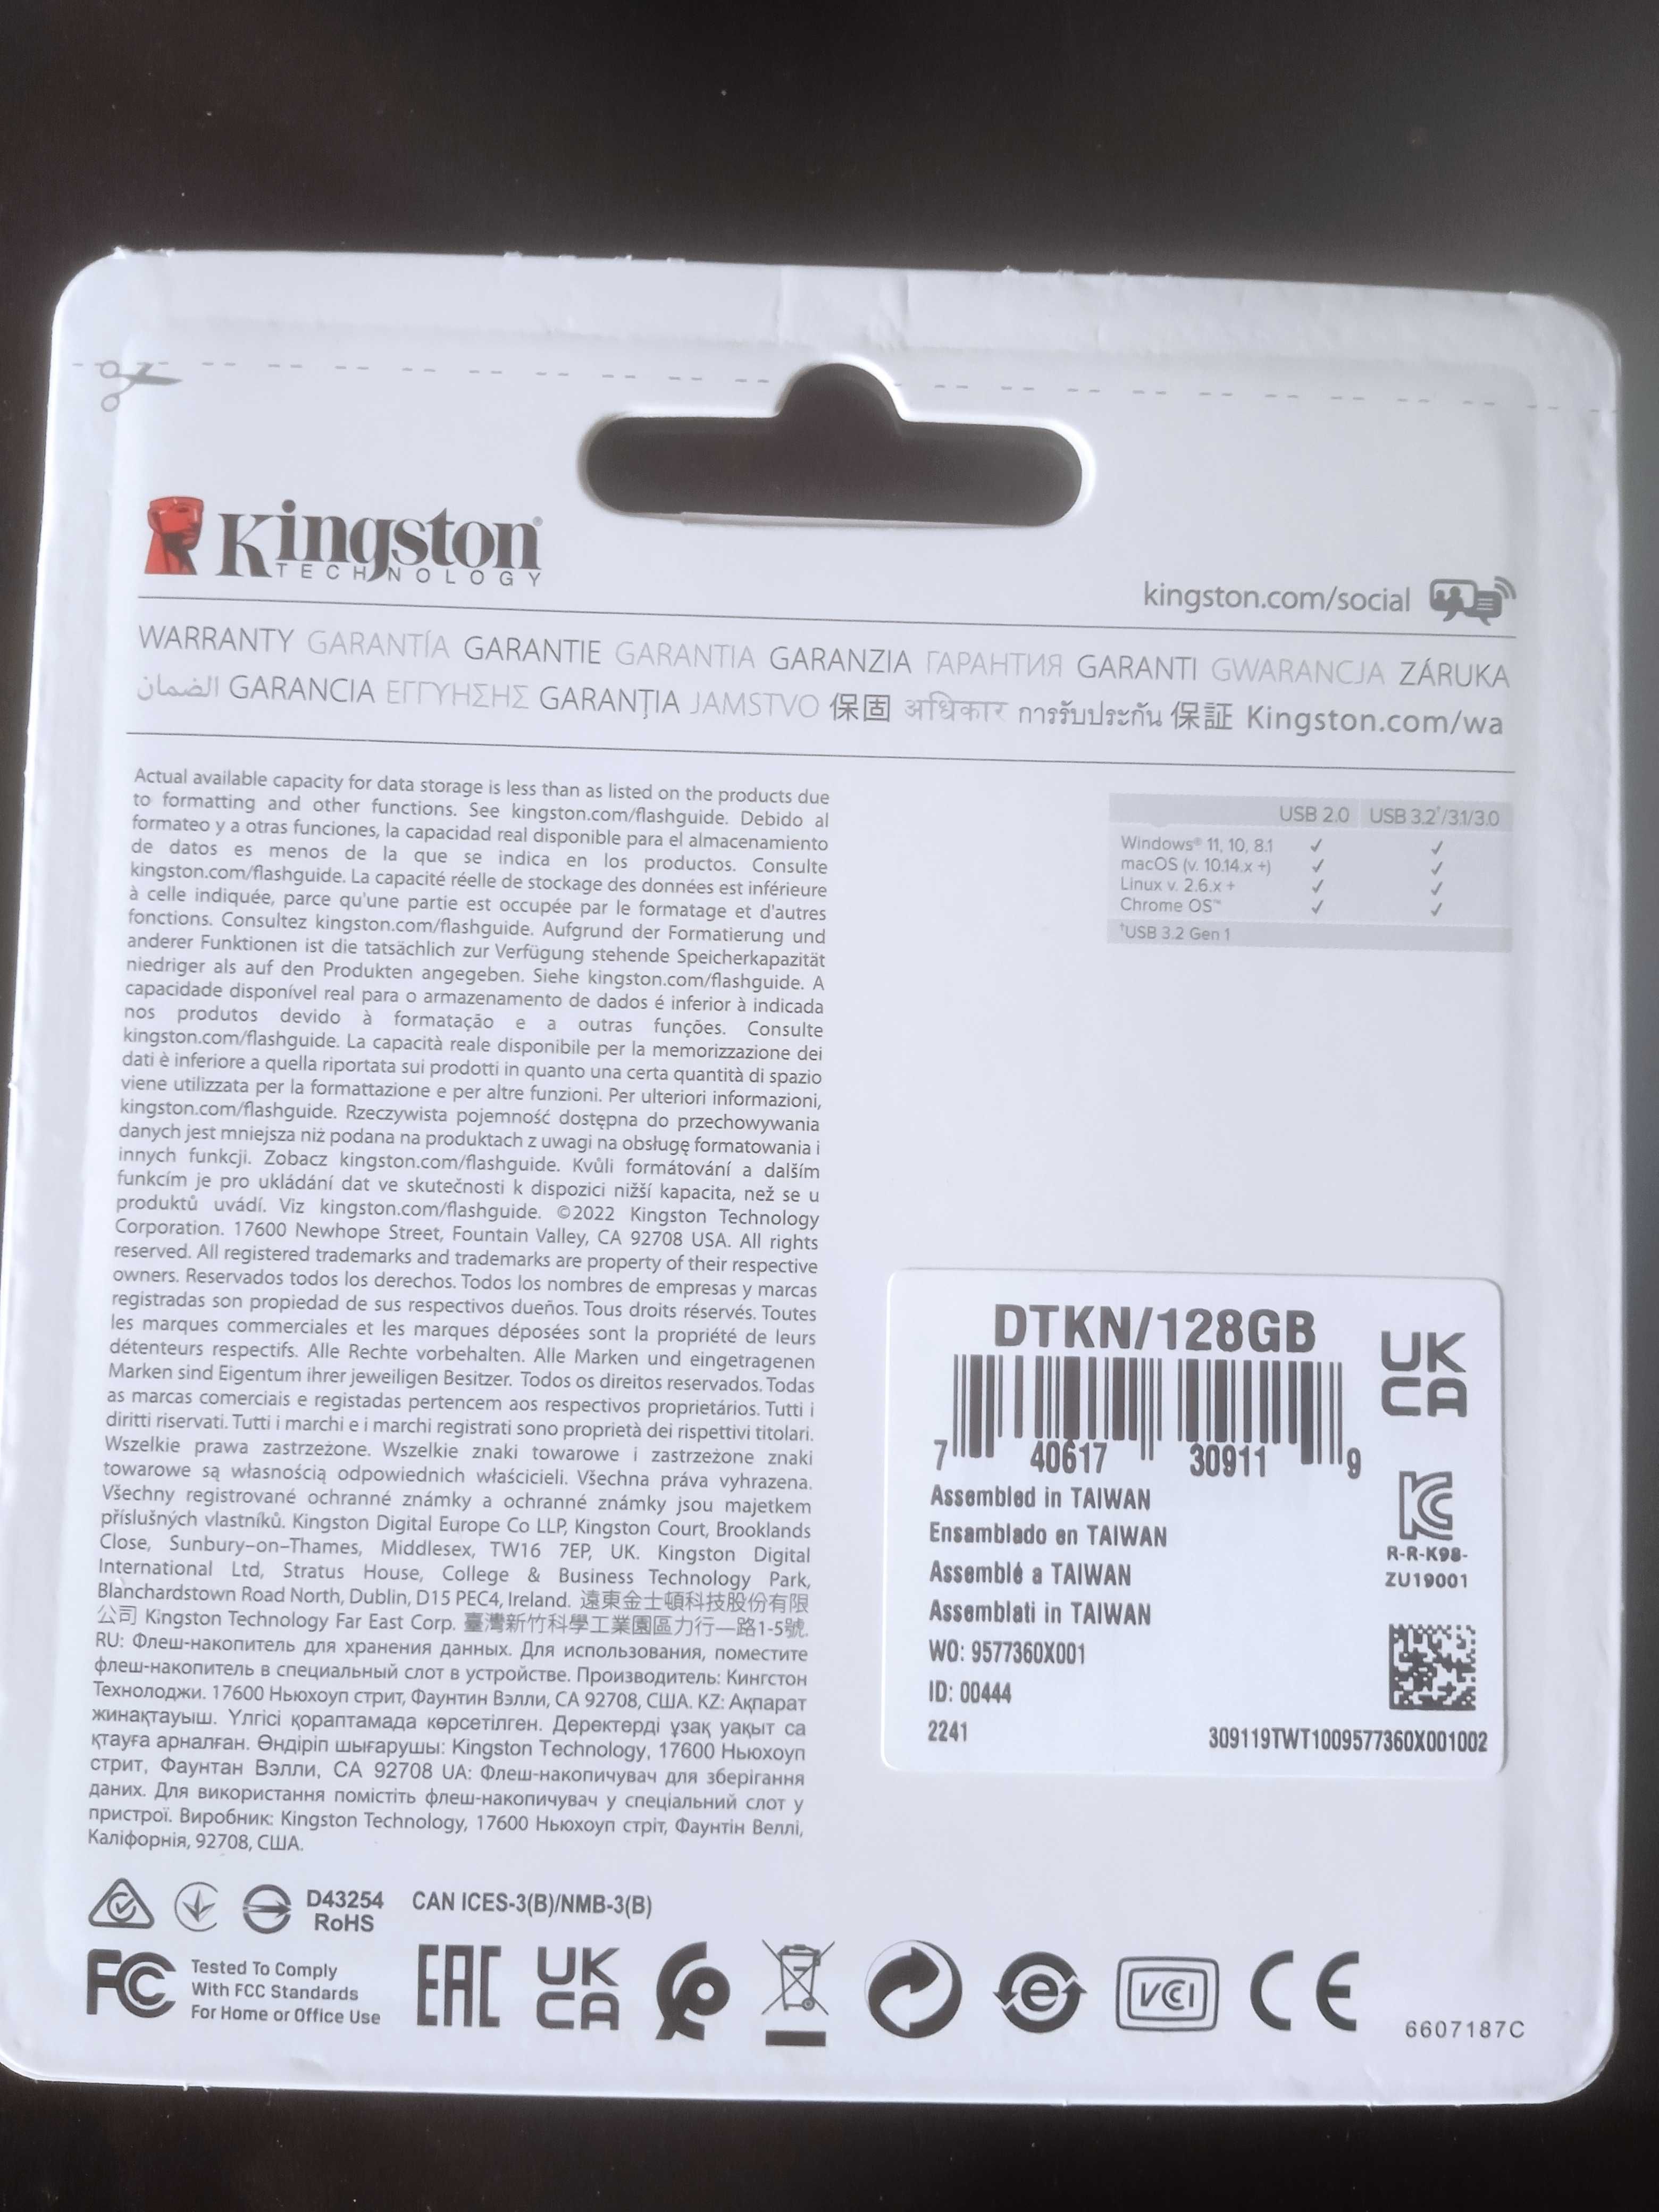 Kingston®
TECHNOLOGY
kingston.com/social
WARRANTY GARANTÍA GARANTIE GARANTIA GARANZIA ГАРАНТИЯ GARANTI GWARANCJA ZÁRUKA
الضمان GARANCIA ΕΓΓΥΗΣΗΣ GARANȚIA JAMSTVO 保固 अधिकार การรับประกัน 保証 Kingston.com/wa
Actual available capacity for data storage is less than as listed on the products due
to formatting and other functions. See kingston.com/flashguide. Debido al
formateo y a otras funciones, la capacidad real disponible para el almacenamiento
de datos es menos de la que se indica en los productos. Consulte
kingston.com/flashguide. La capacité réelle de stockage des données est inférieure
à celle indiquée, parce qu'une partie est occupée par le formatage et d'autres
fonctions. Consultez kingston.com/flashguide. Aufgrund der Formatierung und
anderer Funktionen ist die tatsächlich zur Verfügung stehende Speicherkapazität
niedriger als auf den Produkten angegeben. Siehe kingston.com/flashguide. A
capacidade disponível real para o armazenamento de dados é inferior à indicada
nos produtos devido à formatação e a outras funções. Consulte
kingston.com/flashguide. La capacità reale disponibile per la memorizzazione dei
dati è inferiore a quella riportata sui prodotti in quanto una certa quantità di spazio
viene utilizzata per la formattazione e per altre funzioni. Per ulteriori informazioni,
kingston.com/flashguide. Rzeczywista pojemność dostępna do przechowywania
danych jest mniejsza niż podana na produktach z uwagi na obsługę formatowania i
innych funkcji. Zobacz kingston.com/flashguide. Kvůli formátování a dalším
funkcím je pro ukládání dat ve skutečnosti k dispozici nižší kapacita, než se u
produktů uvádí. Viz kingston.com/flashguide. ©2022 Kingston Technology
Corporation. 17600 Newhope Street, Fountain Valley, CA 92708 USA. All rights
reserved. All registered trademarks and trademarks are property of their respective
owners. Reservados todos los derechos. Todos los nombres de empresas y marcas
registradas son propiedad de sus respectivos dueños. Tous droits réservés. Toutes
les marques commerciales et les marques déposées sont la propriété de leurs
détenteurs respectifs. Alle Rechte vorbehalten. Alle Marken und eingetragenen
Marken sind Eigentum ihrer jeweiligen Besitzer. Todos os direitos reservados. Todas
as marcas comerciais e registadas pertencem aos respectivos proprietários. Tutti i
diritti riservati. Tutti i marchi e i marchi registrati sono proprietà dei rispettivi titolari.
Wszelkie prawa zastrzeżone. Wszelkie znaki towarowe i zastrzeżone znaki
towarowe są własnością odpowiednich właścicieli. Všechna práva vyhrazena.
Všechny registrované ochranné známky a ochranné známky jsou majetkem
příslušných vlastníků. Kingston Digital Europe Co LLP, Kingston Court, Brooklands
Close, Sunbury-on-Thames, Middlesex, TW16 7EP, UK. Kingston Digital
International Ltd, Stratus House, College & Business Technology Park,
Blanchardstown Road North, Dublin, D15 PEC4, Ireland. 遠東金士頓科技股份有限
公司 Kingston Technology Far East Corp. 臺灣新竹科學工業園區力行一路1-5號.
RU: Флеш-накопитель для хранения данных. Для использования, поместите
флеш-накопитель в специальный слот в устройстве. Производитель: Кингстон
Технолоджи. 17600 Ньюхоуп стрит, Фаунтин Вэлли, CA 92708, США. KZ: Ақпарат
жинақтауыш. Үлгісі қораптамада көрсетілген. Деректерді ұзақ уақыт са
қтауға арналған. Өндіріп шығарушы: Kingston Technology, 17600 Ньюхоуп
стрит, Фаунтан Вэлли, CA 92708 UA: Флеш-накопичувач для зберігання
даних. Для використання помістіть флеш-накопичувач у спеціальний слот у
пристрої. Виробник: Kingston Technology, 17600 Ньюхоуп стріт, Фаунтін Веллі,
Каліфорнія, 92708, США.
USB 2.0 USB 3.2†/3.1/3.0
Windows® 11, 10, 8.1 ✓ ✓
macOS (v. 10.14.x +) ✓ ✓
Linux v. 2.6.x + ✓ ✓
Chrome OS™ ✓ ✓
†USB 3.2 Gen 1
DTKN/128GB
7 40617 30911 9
UK
CA
Assembled in TAIWAN
Ensamblado en TAIWAN
Assemblé a TAIWAN
Assemblati in TAIWAN
R-R-K98-
ZU19001
WO: 9577360X001
ID: 00444
2241
309119TWT1009577360X001002
D43254
RoHS
CAN ICES-3(B)/NMB-3(B)
FC
Tested To Comply
With FCC Standards
For Home or Office Use
EAC
UK
CA
VCCI
CE
6607187C